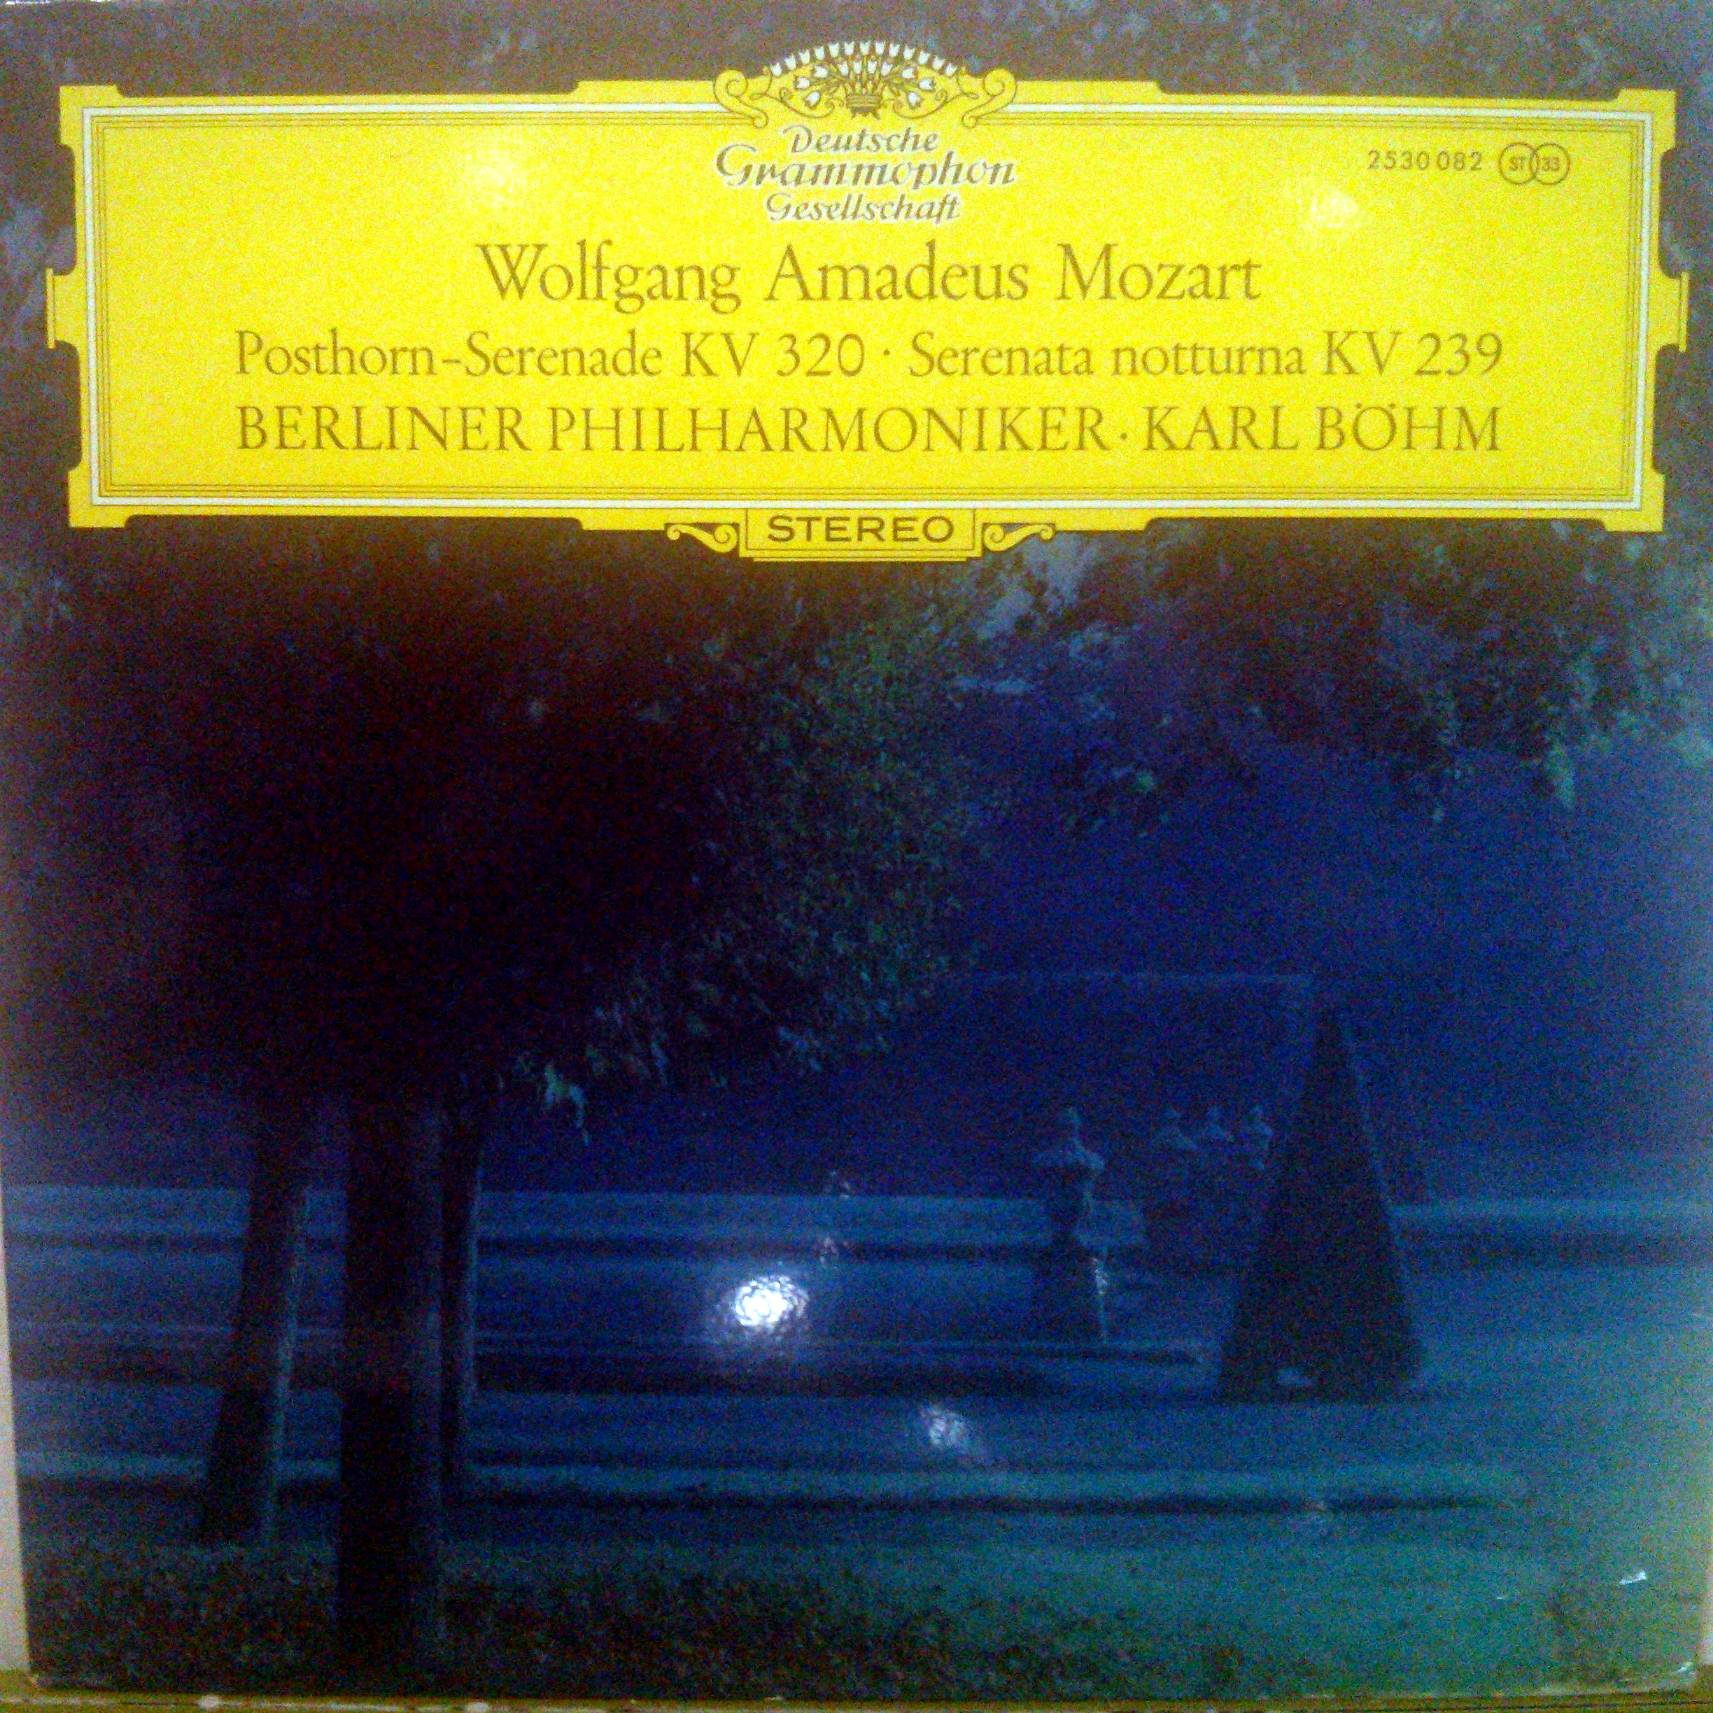 Deutsche
Grammophon
Gesellschaft
2530 082 ST 33
Wolfgang Amadeus Mozart
Posthorn-Serenade KV 320 · Serenata notturna KV 239
BERLINER PHILHARMONIKER · KARL BÖHM
STEREO